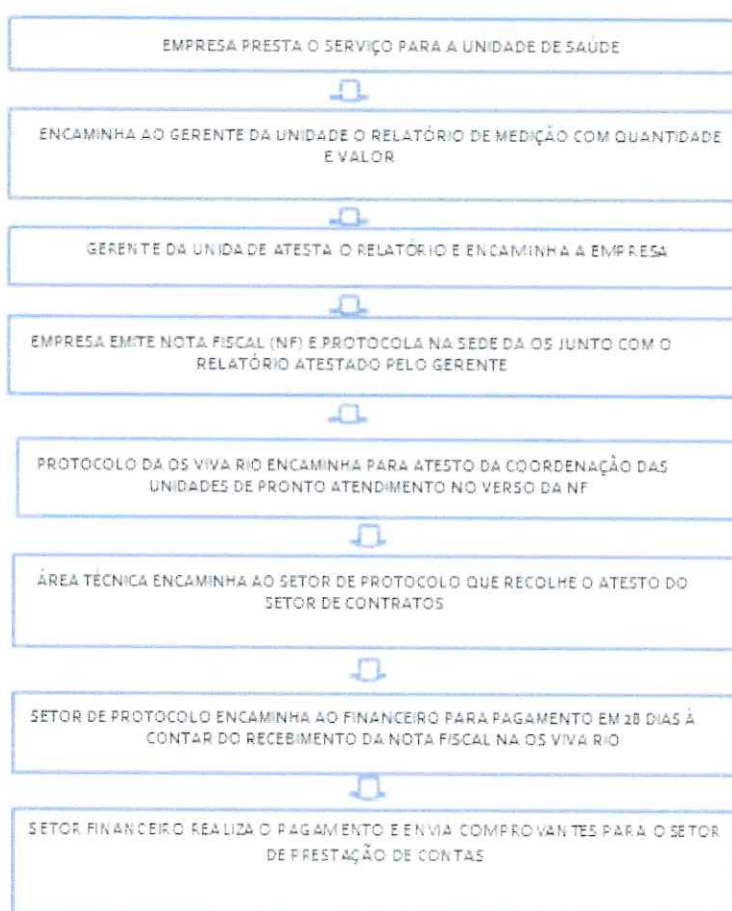 EMPRESA PRESTA O SERVIÇO PARA A UNIDADE DE SAÚDE
ENCAMINHA AO GERENTE DA UNIDADE O RELATÓRIO DE MEDIÇÃO COM QUANTIDADE
E VALOR
GERENTE DA UNIDADE ATESTA O RELATÓRIO E ENCAMINHA A EMPRESA
EMPRESA EMITE NOTA FISCAL (NF) E PROTOCOLA NA SEDE DA OS JUNTO COM O
RELATÓRIO ATESTADO PELO GERENTE
PROTOCOLO DA OS VIVA RIO ENCAMINHA PARA ATESTO DA COORDENAÇÃO DAS
UNIDADES DE PRONTO ATENDIMENTO NO VERSO DA NF
ÁREA TÉCNICA ENCAMINHA AO SETOR DE PROTOCOLO QUE RECOLHE O ATESTO DO
SETOR DE CONTRATOS
SETOR DE PROTOCOLO ENCAMINHA AO FINANCEIRO PARA PAGAMENTO EM 28 DIAS À
CONTAR DO RECEBIMENTO DA NOTA FISCAL NA OS VIVA RIO
SETOR FINANCEIRO REALIZA O PAGAMENTO E ENVIA COMPROVANTES PARA O SETOR
DE PRESTAÇÃO DE CONTAS